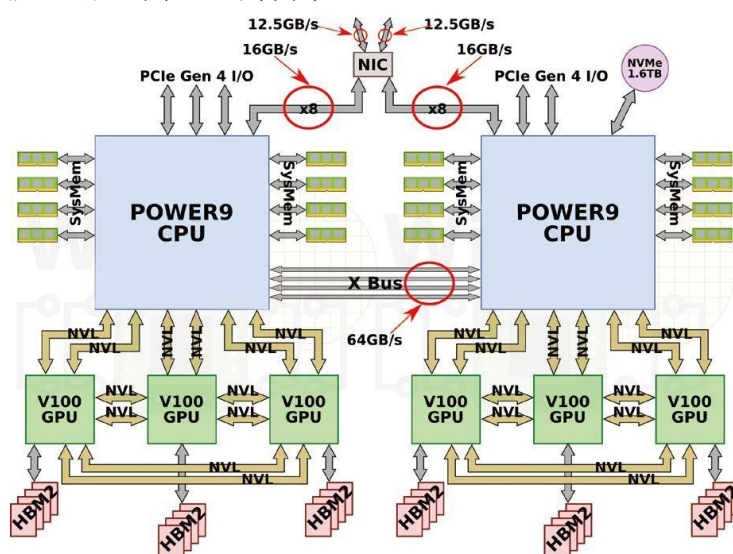 12.5GB/s
12.5GB/s
16GB/s
NIC
16GB/s
NVMe
1.6TB
PCIe Gen 4 I/O
PCIe Gen 4 I/O
x8
x8
SysMem
SysMem
SysMem
SysMem
POWER9
CPU
POWER9
CPU
X Bus
64GB/s
NVL
NVL
NVL
NVL
NVL
NVL
NVL
NVL
NVL
NVL
NVL
NVL
V100
GPU
NVL
NVL
V100
GPU
NVL
NVL
V100
GPU
V100
GPU
NVL
NVL
V100
GPU
NVL
NVL
V100
GPU
NVL
NVL
NVL
NVL
HBM2
HBM2
HBM2
HBM2
HBM2
HBM2